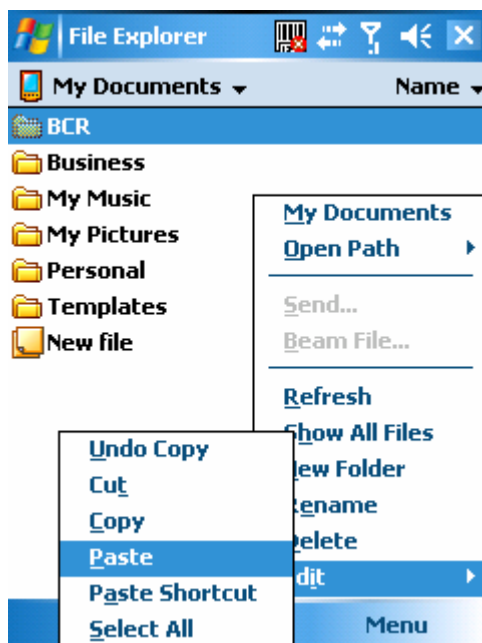 File Explorer
My Documents Name
BCR
Business
My Music
My Pictures
Personal
Templates
New file
My Documents
Open Path
Send...
Beam File...
Refresh
Show All Files
New Folder
Rename
Delete
Edit
Undo Copy
Cut
Copy
Paste
Paste Shortcut
Select All
Menu